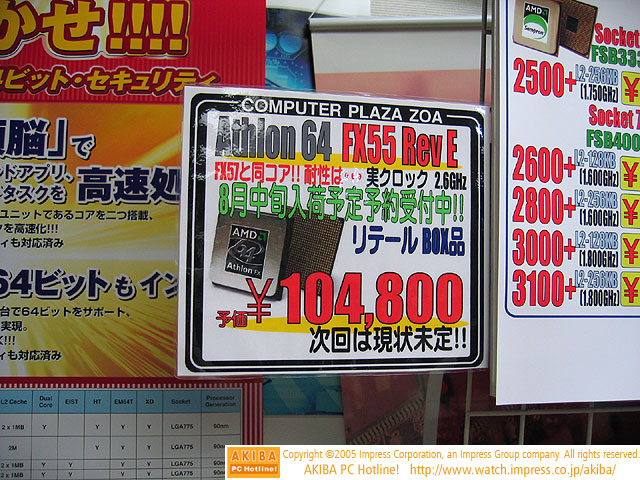 かせ!!!!
4ビット・セキュリティ
頭脳」で
ンドアプリ、
ルタスクを 高速処
ユニットであるコアを二つ搭載、
クを高速化!!!
ィも対応済み
64ビットもイン
台で64ビットをサポート、
実現。
K!!!
ィも対応済み
L2 Cache Dual Core EIST HT EM64T XD Socket Processor Generation
2 x 1MB Y Y Y Y LGA775 90nm
2M Y Y Y Y LGA775 90nm
2 x 1MB Y Y Y LGA775 90nm
COMPUTER PLAZA ZOA
Athlon 64 FX55 Rev E
FX57と同コア!! 耐性は 実クロック 2.6GHz
8月中旬入荷予定予約受付中!!
リテールBOX品
AMD
64
Athlon FX
予価 ¥104,800
次回は現状未定!!
AMD
Sempron
Socket
FSB333
2500+ L2-256KB (1.750GHz) ¥
Socket 7
FSB400
2600+ L2-128KB (1.600GHz) ¥
2800+ L2-256KB (1.600GHz) ¥
3000+ L2-128KB (1.800GHz) ¥
3100+ L2-256KB (1.800GHz) ¥
AKIBA
PC Hotline!
Copyright ©2005 Impress Corporation, an Impress Group company. All rights reserved.
AKIBA PC Hotline! http://www.watch.impress.co.jp/akiba/